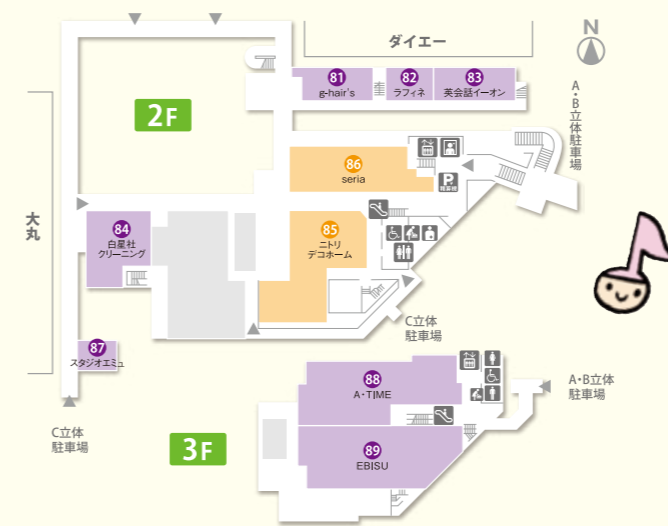 ダイエー
N
81
g-hair's
82
ラフィネ
83
英会話イーオン
A・B立体駐車場
2F
86
seria
P
大丸
84
白星社
クリーニング
85
ニトリ
デコホーム
C立体
駐車場
87
スタジオエミュ
88
A・TIME
A・B立体
駐車場
C立体
駐車場
3F
89
EBISU